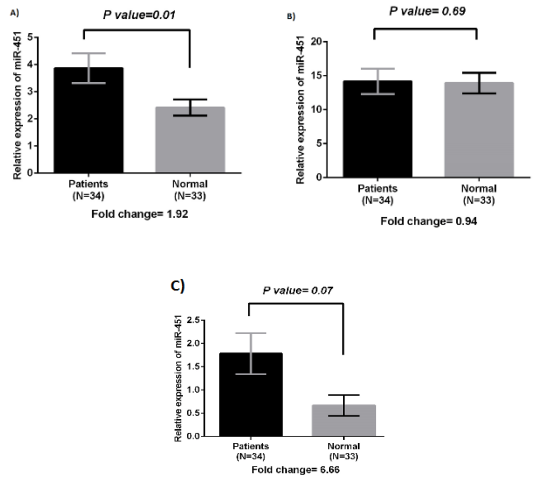 A)
P value=0.01
Relative expression of miR-451
5
4
3
2
1
0
Patients
(N=34)
Normal
(N=33)
Fold change= 1.92
B)
P value= 0.69
Relative expression of miR-451
20
15
10
5
0
Patients
(N=34)
Normal
(N=33)
Fold change= 0.94
C)
P value= 0.07
Relative expression of miR-451
2.5
2.0
1.5
1.0
0.5
0.0
Patients
(N=34)
Normal
(N=33)
Fold change= 6.66